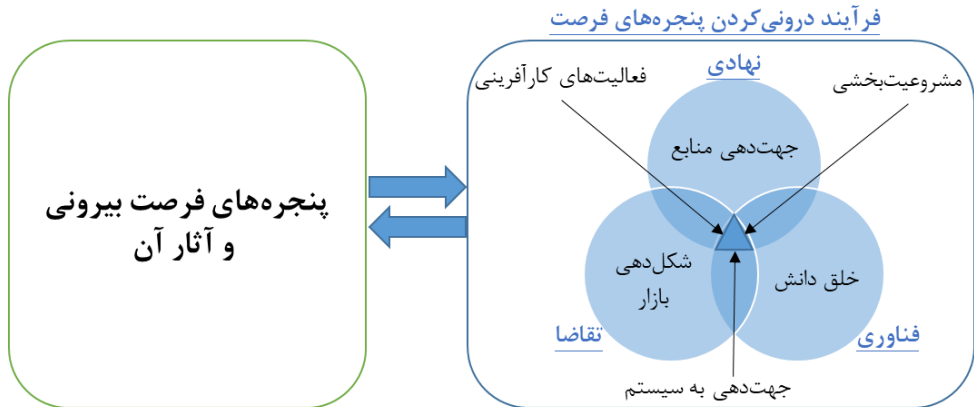 فرآیند درونی‌کردن پنجره‌های فرصت
نهادی
مشروعیت‌بخشی
فعالیت‌های کارآفرینی
جهت‌دهی منابع
پنجره‌های فرصت بیرونی
و آثار آن
خلق دانش
شکل‌دهی
بازار
فناوری
تقاضا
جهت‌دهی به سیستم